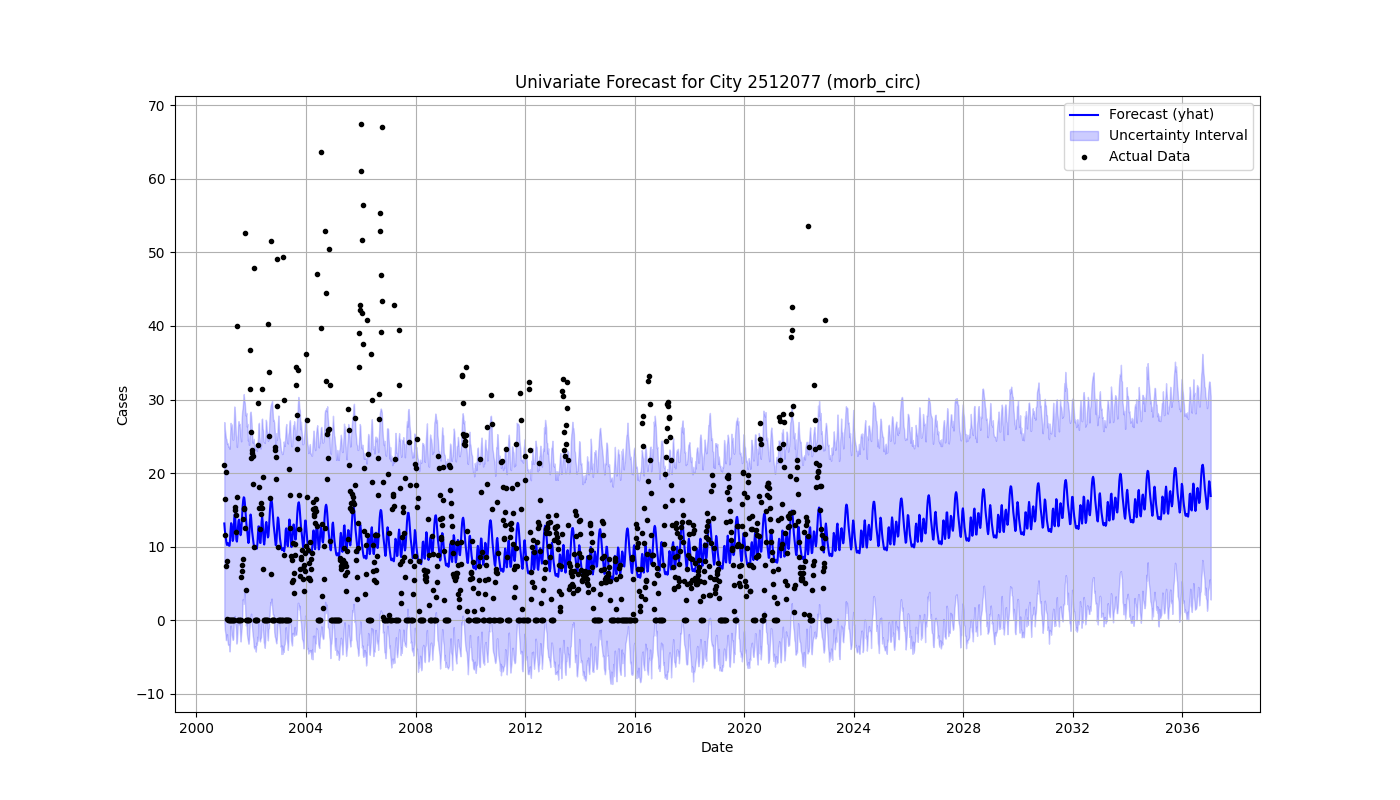 Univariate Forecast for City 2512077 (morb_circ)
Forecast (yhat)
Uncertainty Interval
Actual Data
Cases
70
60
50
40
30
20
10
0
−10
2000 2004 2008 2012 2016 2020 2024 2028 2032 2036
Date